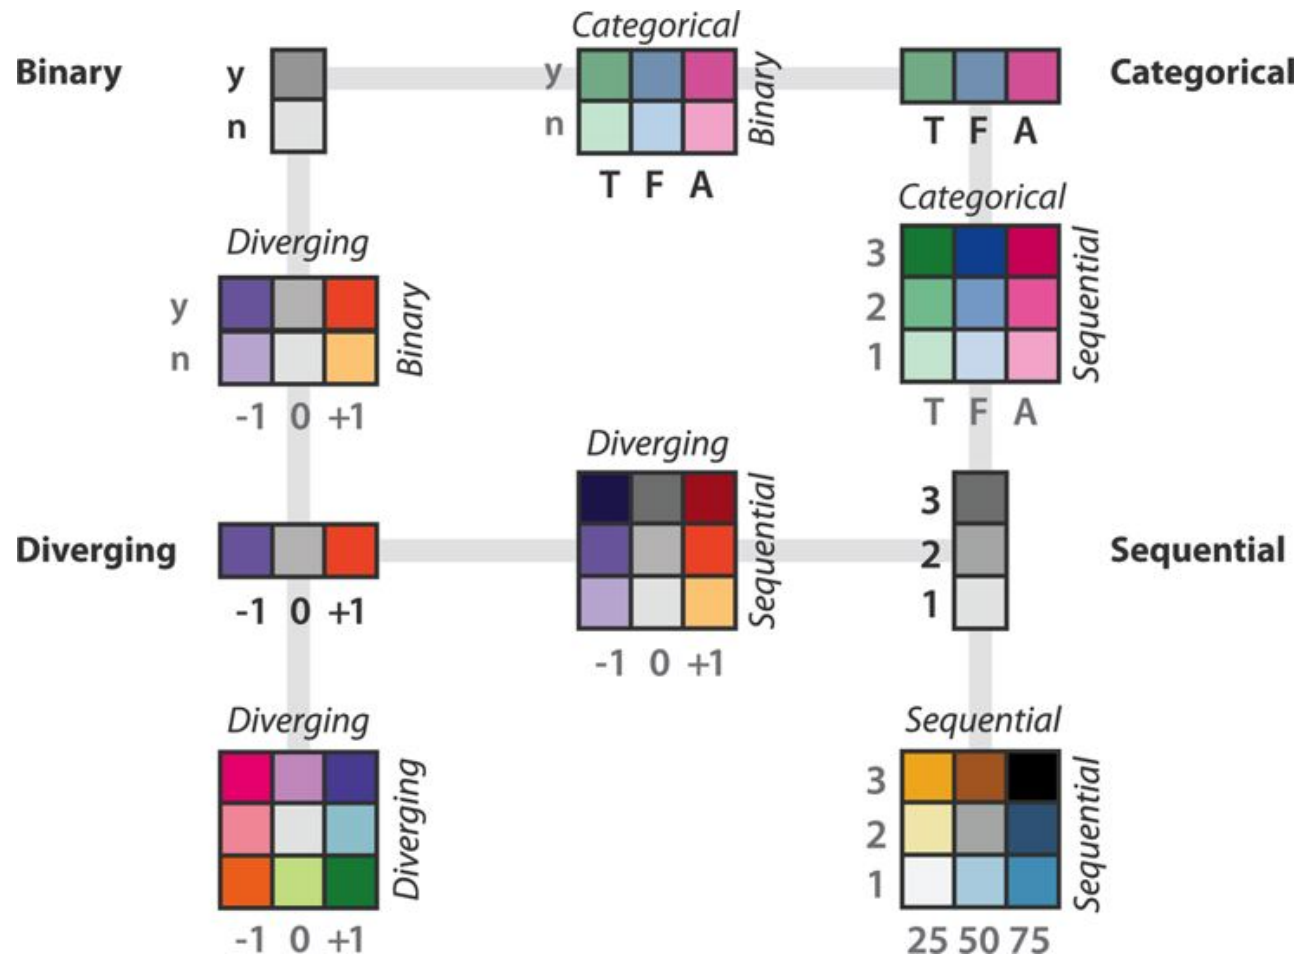 Categorical
Binary
y
y
Binary
Categorical
n
n
T F A
T F A
Categorical
Diverging
3
Sequential
y
2
Binary
n
1
-1 0 +1
T F A
Diverging
3
Sequential
Diverging
2
Sequential
-1 0 +1
1
-1 0 +1
Diverging
Sequential
3
Diverging
Sequential
2
1
-1 0 +1
25 50 75